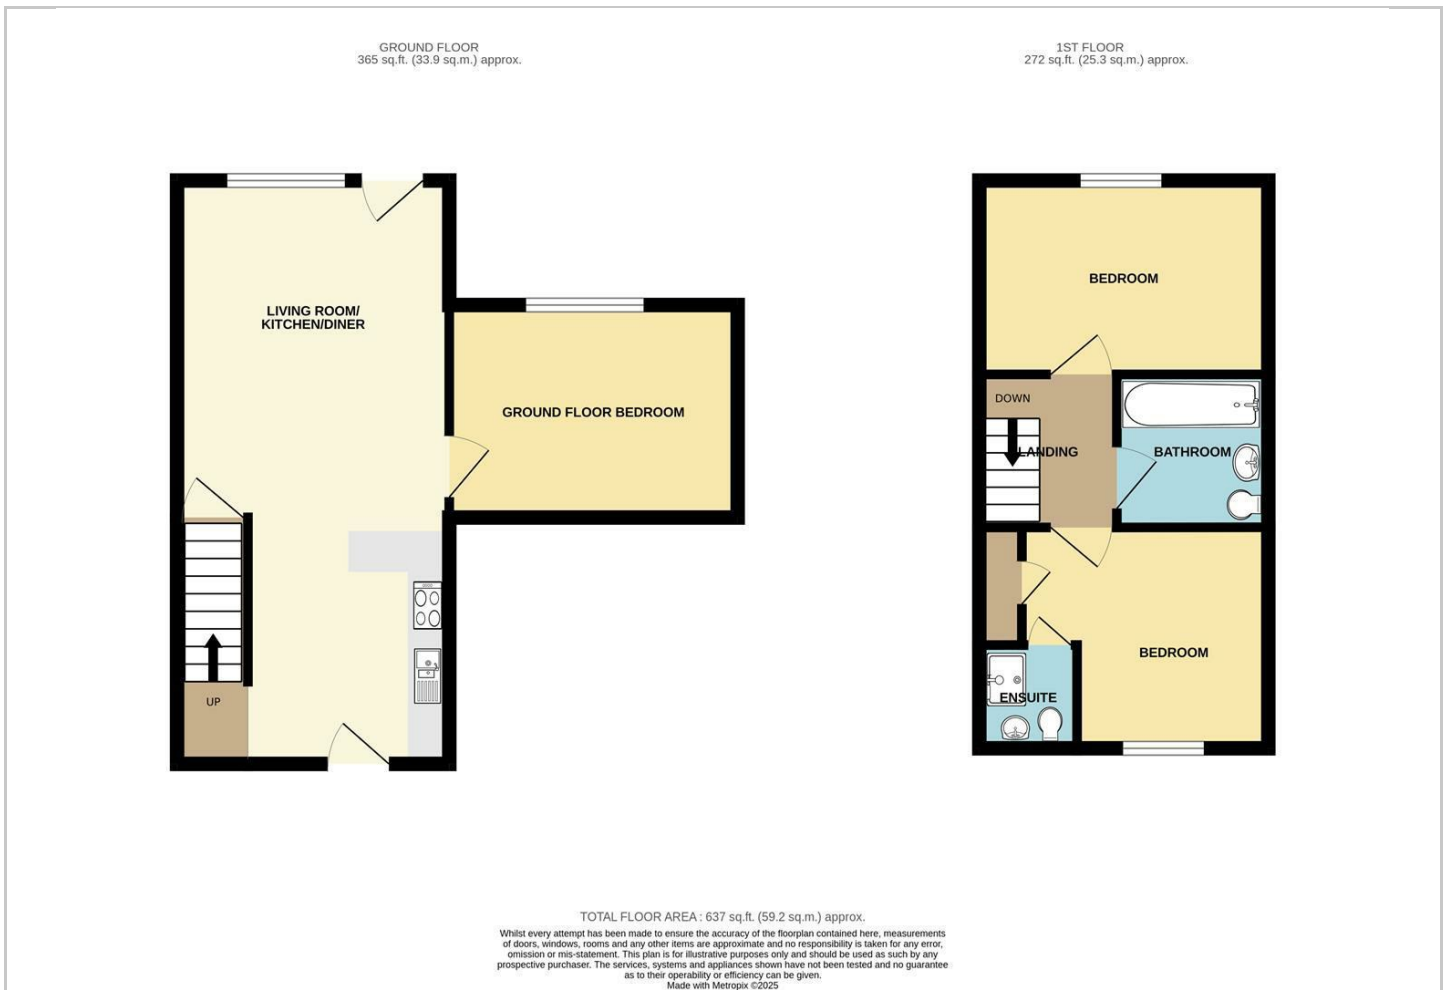 GROUND FLOOR
365 sq.ft. (33.9 sq.m.) approx.
1ST FLOOR
272 sq.ft. (25.3 sq.m.) approx.
LIVING ROOM/
KITCHEN/DINER
GROUND FLOOR BEDROOM
UP
BEDROOM
DOWN
LANDING
BATHROOM
BEDROOM
ENSUITE
TOTAL FLOOR AREA : 637 sq.ft. (59.2 sq.m.) approx.
Whilst every attempt has been made to ensure the accuracy of the floorplan contained here, measurements
of doors, windows, rooms and any other items are approximate and no responsibility is taken for any error,
omission or mis-statement. This plan is for illustrative purposes only and should be used as such by any
prospective purchaser. The services, systems and appliances shown have not been tested and no guarantee
as to their operability or efficiency can be given.
Made with Metropix ©2025